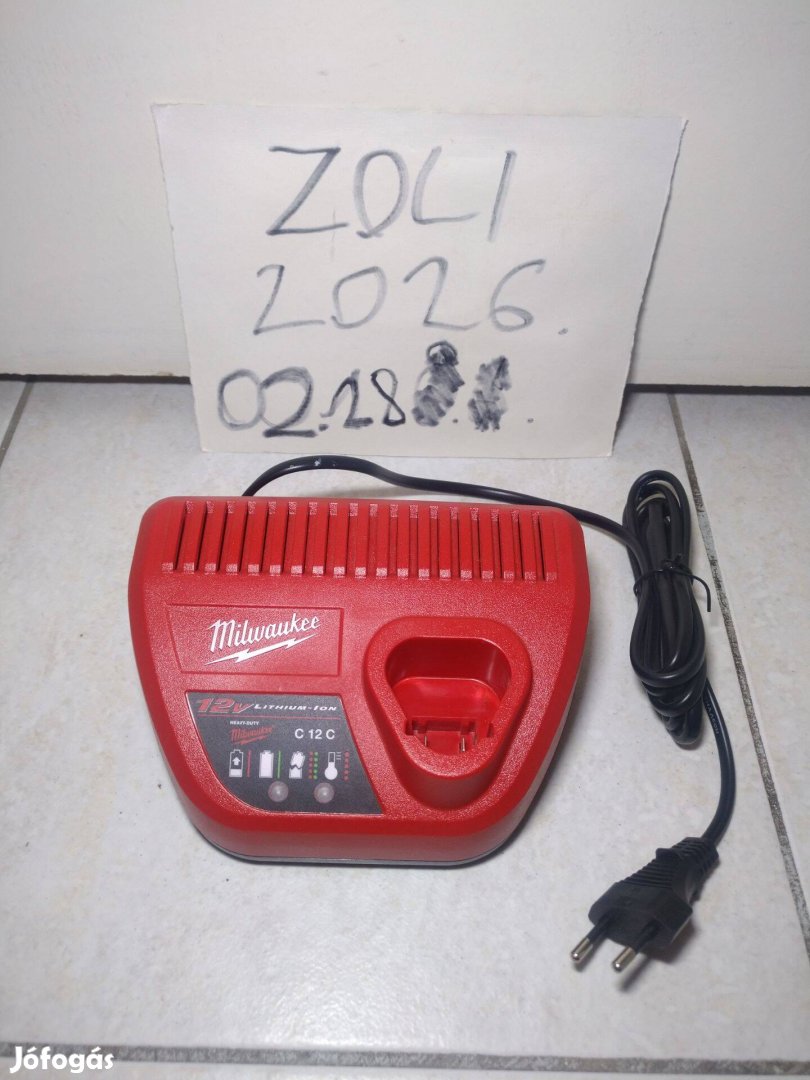 ZOLI
2026.
02.18
Milwaukee
12V LITHIUM-ION
HEAVY-DUTY
Milwaukee
C 12 C
Jófogás